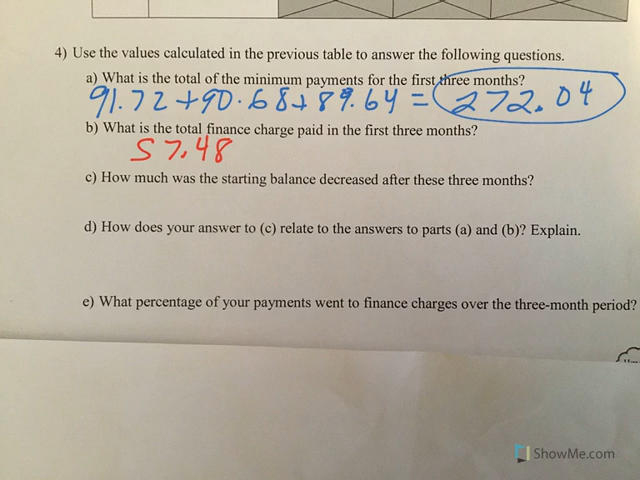 4) Use the values calculated in the previous table to answer the following questions.
a) What is the total of the minimum payments for the first three months?
91.72+90.68+89.64 = 272.04
b) What is the total finance charge paid in the first three months?
57.48
c) How much was the starting balance decreased after these three months?
d) How does your answer to (c) relate to the answers to parts (a) and (b)? Explain.
e) What percentage of your payments went to finance charges over the three-month period?
ShowMe.com